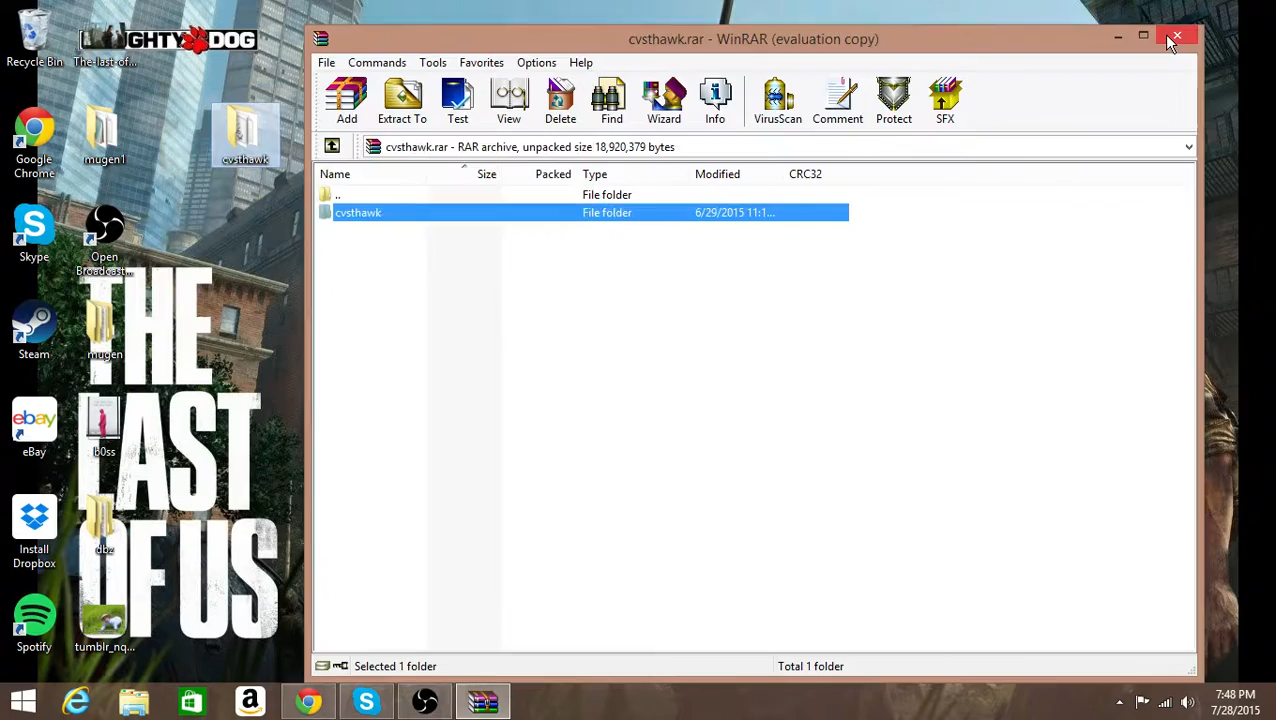 GHTY DOG
Recycle Bin
The-last-of...
Google
Chrome
mugen1
cvsthawk
Skype
Open
Broadcast...
Steam
mugen
eBay
ebay
b0ss
Install
Dropbox
dbz
Spotify
tumblr_nq...
THE
LAST
OF US
cvsthawk.rar - WinRAR (evaluation copy)
File Commands Tools Favorites Options Help
Add Extract To Test View Delete Find Wizard Info VirusScan Comment Protect SFX
cvsthawk.rar - RAR archive, unpacked size 18,920,379 bytes
Name Size Packed Type Modified CRC32
.. File folder
cvsthawk File folder 6/29/2015 11:1...
Selected 1 folder Total 1 folder
7:48 PM
7/28/2015